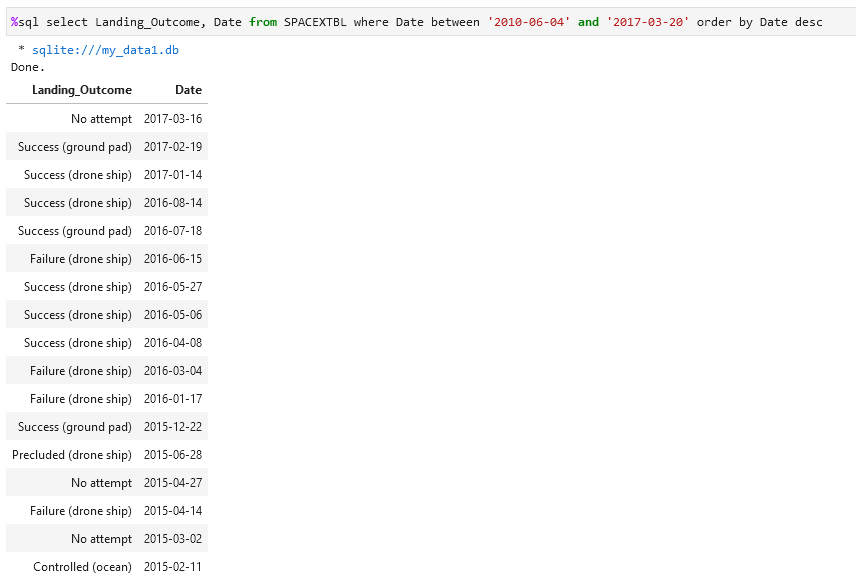 %sql select Landing_Outcome, Date from SPACEXTBL where Date between '2010-06-04' and '2017-03-20' order by Date desc
* sqlite:///my_data1.db
Done.
Landing_Outcome Date
No attempt 2017-03-16
Success (ground pad) 2017-02-19
Success (drone ship) 2017-01-14
Success (drone ship) 2016-08-14
Success (ground pad) 2016-07-18
Failure (drone ship) 2016-06-15
Success (drone ship) 2016-05-27
Success (drone ship) 2016-05-06
Success (drone ship) 2016-04-08
Failure (drone ship) 2016-03-04
Failure (drone ship) 2016-01-17
Success (ground pad) 2015-12-22
Precluded (drone ship) 2015-06-28
No attempt 2015-04-27
Failure (drone ship) 2015-04-14
No attempt 2015-03-02
Controlled (ocean) 2015-02-11